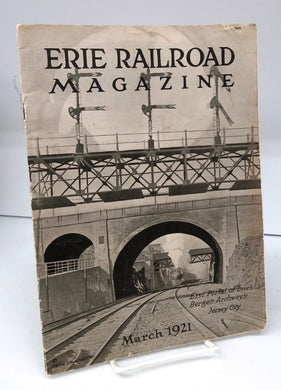 ERIE RAILROAD
MAGAZINE
East Portal of Erie's
Bergen Archways
Jersey City
March 1921